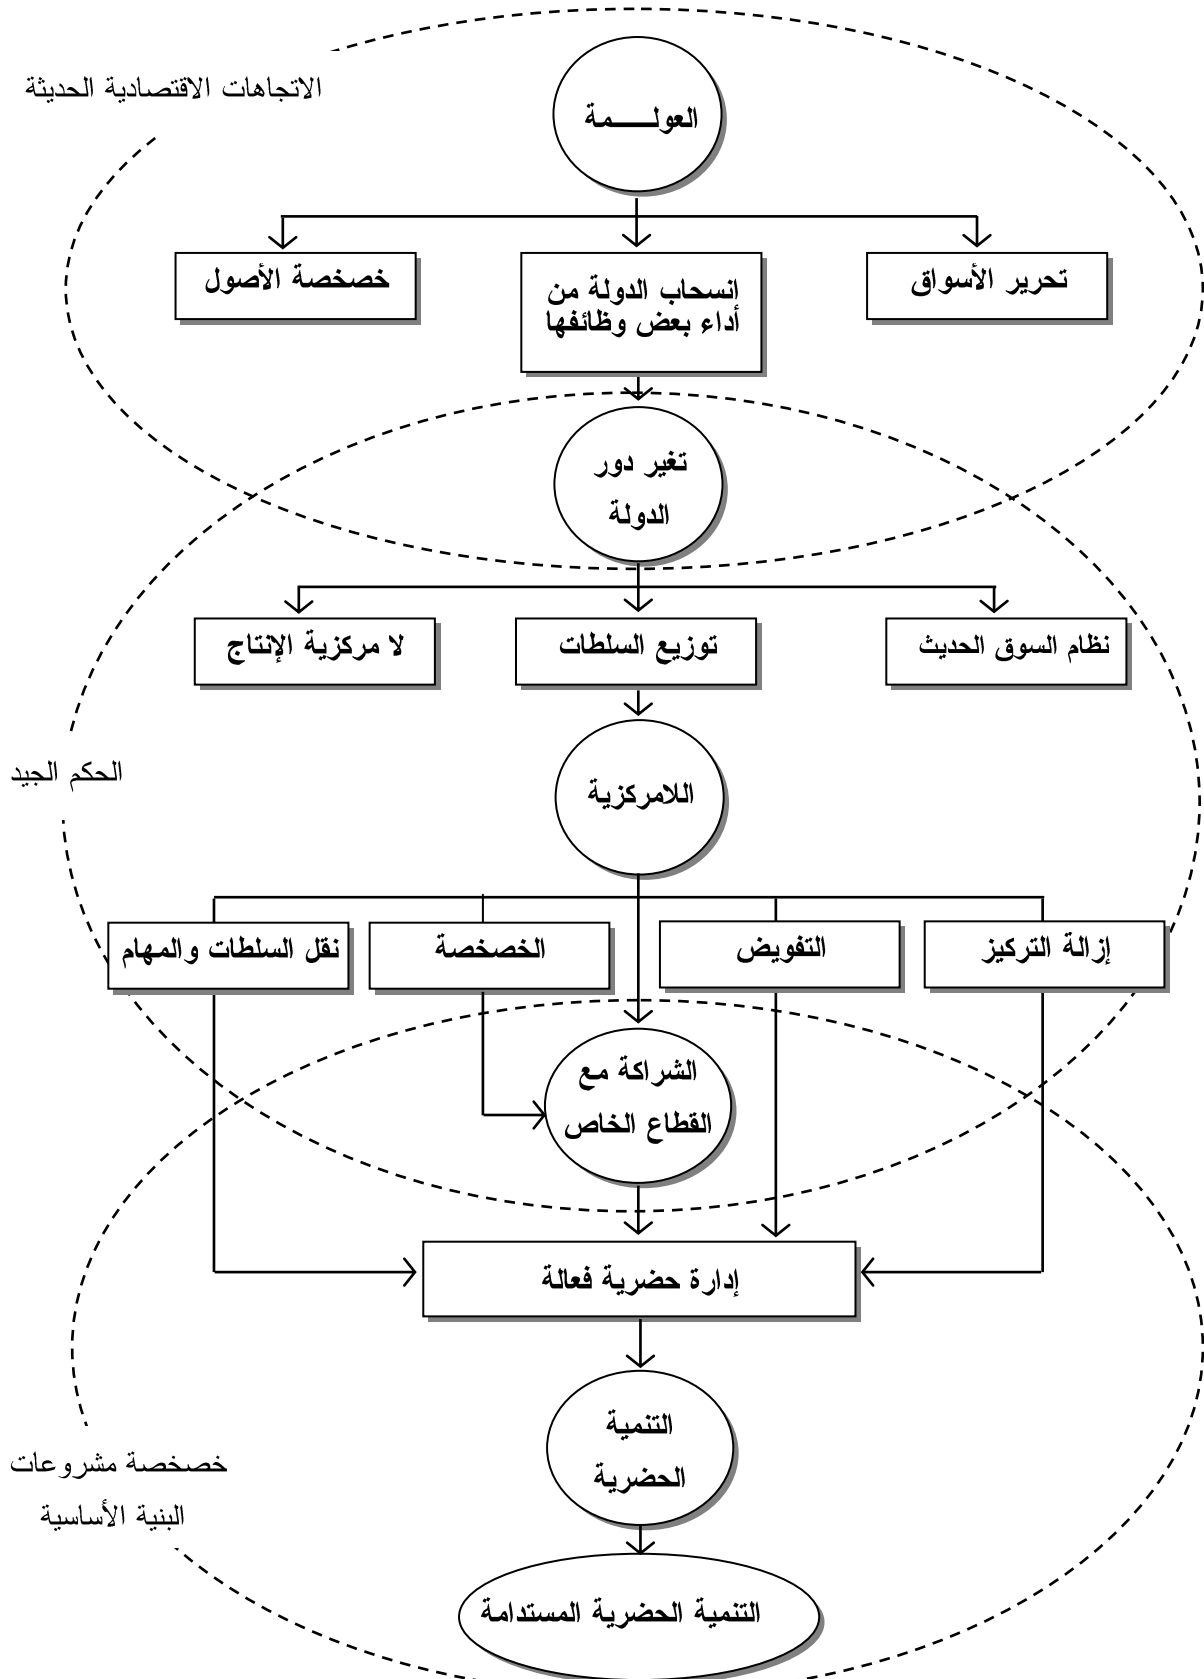 الاتجاهات الاقتصادية الحديثة
العولـــــمة
تحرير الأسواق
انسحاب الدولة من
أداء بعض وظائفها
خصخصة الأصول
تغير دور
الدولة
نظام السوق الحديث
توزيع السلطات
لا مركزية الإنتاج
الحكم الجيد
اللامركزية
إزالة التركيز
التفويض
الخصخصة
نقل السلطات والمهام
الشراكة مع
القطاع الخاص
إدارة حضرية فعالة
التنمية
الحضرية
خصخصة مشروعات
البنية الأساسية
التنمية الحضرية المستدامة